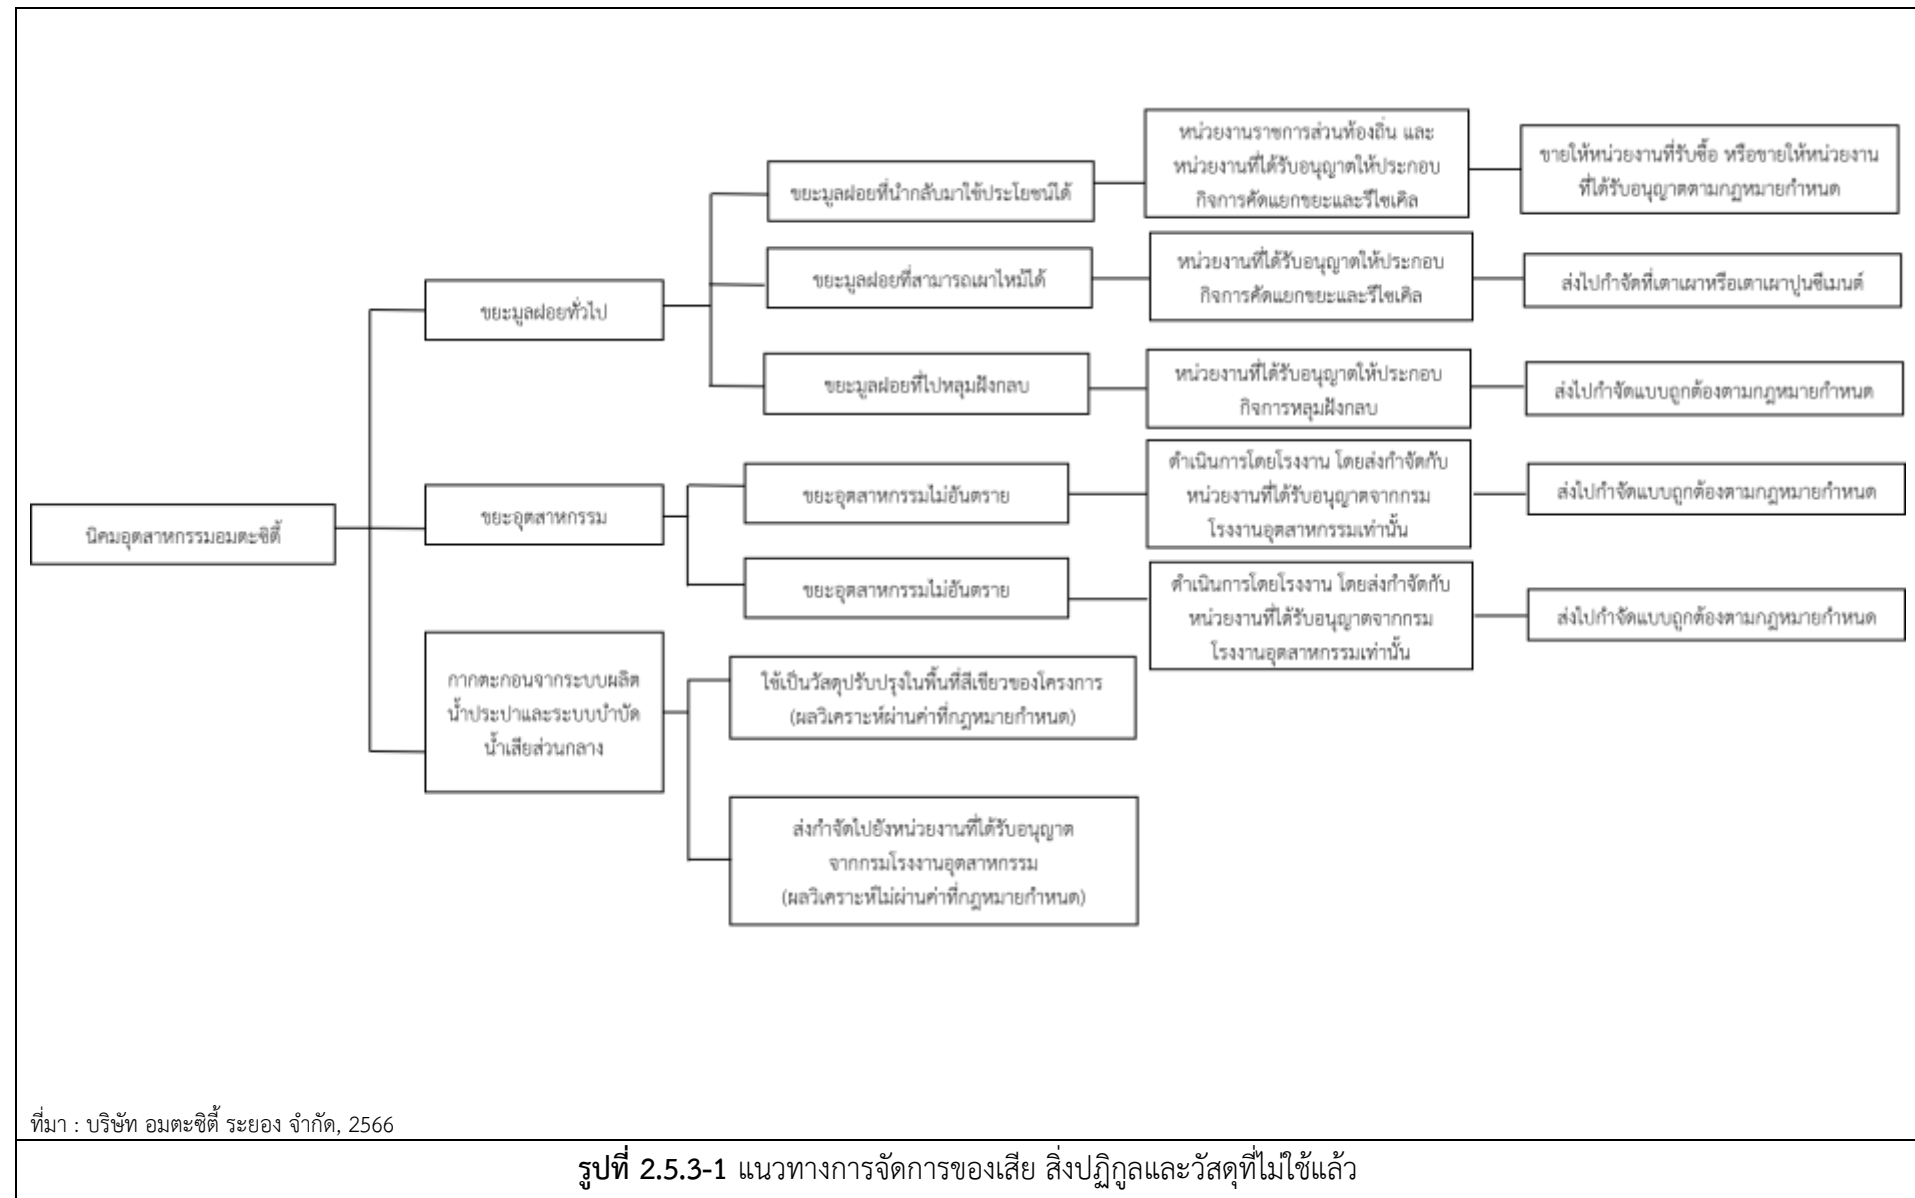 หน่วยงานราชการส่วนท้องถิ่น และ
หน่วยงานที่ได้รับอนุญาตให้ประกอบ
กิจการคัดแยกขยะและรีไซเคิล
ขายให้หน่วยงานที่รับซื้อ หรือขายให้หน่วยงาน
ที่ได้รับอนุญาตตามกฎหมายกำหนด
ขยะมูลฝอยที่นำกลับมาใช้ประโยชน์ได้
ขยะมูลฝอยที่สามารถเผาไหม้ได้
หน่วยงานที่ได้รับอนุญาตให้ประกอบ
กิจการคัดแยกขยะและรีไซเคิล
ส่งไปกำจัดที่เตาเผาหรือเตาเผาปูนซีเมนต์
ขยะมูลฝอยทั่วไป
ขยะมูลฝอยที่ไปหลุมฝังกลบ
หน่วยงานที่ได้รับอนุญาตให้ประกอบ
กิจการหลุมฝังกลบ
ส่งไปกำจัดแบบถูกต้องตามกฎหมายกำหนด
นิคมอุตสาหกรรมอมตะซิตี้
ขยะอุตสาหกรรม
ขยะอุตสาหกรรมไม่อันตราย
ดำเนินการโดยโรงงาน โดยส่งกำจัดกับ
หน่วยงานที่ได้รับอนุญาตจากกรม
โรงงานอุตสาหกรรมเท่านั้น
ส่งไปกำจัดแบบถูกต้องตามกฎหมายกำหนด
ขยะอุตสาหกรรมไม่อันตราย
ดำเนินการโดยโรงงาน โดยส่งกำจัดกับ
หน่วยงานที่ได้รับอนุญาตจากกรม
โรงงานอุตสาหกรรมเท่านั้น
ส่งไปกำจัดแบบถูกต้องตามกฎหมายกำหนด
กากตะกอนจากระบบผลิต
น้ำประปาและระบบบำบัด
น้ำเสียส่วนกลาง
ใช้เป็นวัสดุปรับปรุงในพื้นที่สีเขียวของโครงการ
(ผลวิเคราะห์ผ่านค่าที่กฎหมายกำหนด)
ส่งกำจัดไปยังหน่วยงานที่ได้รับอนุญาต
จากกรมโรงงานอุตสาหกรรม
(ผลวิเคราะห์ไม่ผ่านค่าที่กฎหมายกำหนด)
ที่มา : บริษัท อมตะซิตี้ ระยอง จำกัด, 2566
รูปที่ 2.5.3-1 แนวทางการจัดการของเสีย สิ่งปฏิกูลและวัสดุที่ไม่ใช้แล้ว